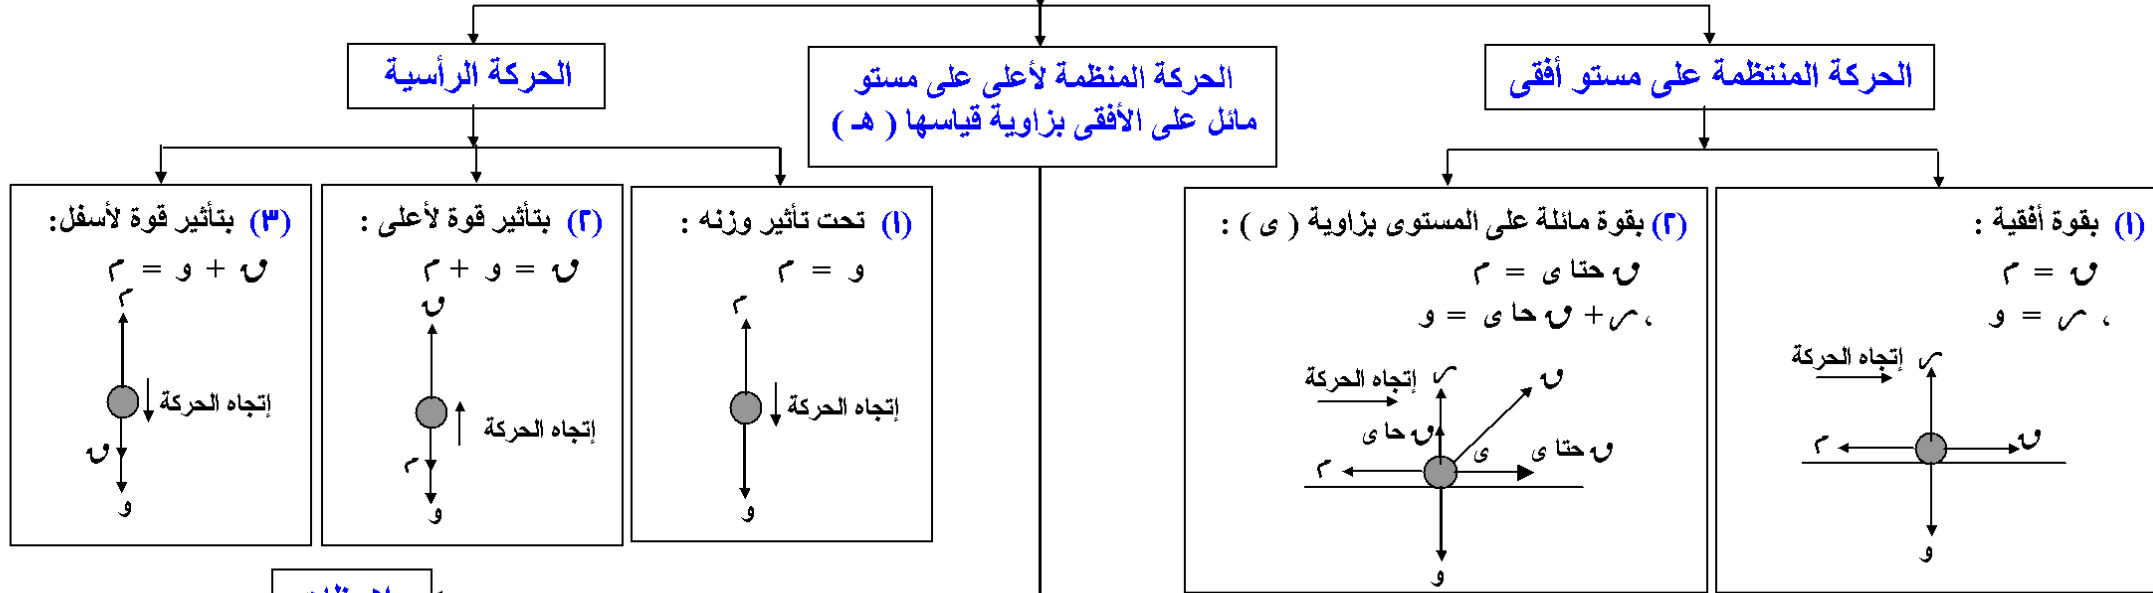 الحركة المنتظمة على مستو أفقى
الحركة المنظمة لأعلى على مستو
مائل على الأفقى بزاوية قياسها ( هـ )
الحركة الرأسية
(١) بقوة أفقية :
ق = م
، ر = و
إتجاه الحركة
ر
م
ق
و
(٢) بقوة مائلة على المستوى بزاوية ( ى ) :
ق حتا ى = م
، ر + ق حا ى = و
إتجاه الحركة
ر
ق
ق حا ى
ى
ق حتا ى
م
و
(١) تحت تأثير وزنه :
و = م
م
إتجاه الحركة
و
(٢) بتأثير قوة لأعلى :
ق = و + م
ق
إتجاه الحركة
م
و
(٣) بتأثير قوة لأسفل:
ق + و = م
م
إتجاه الحركة
ق
و